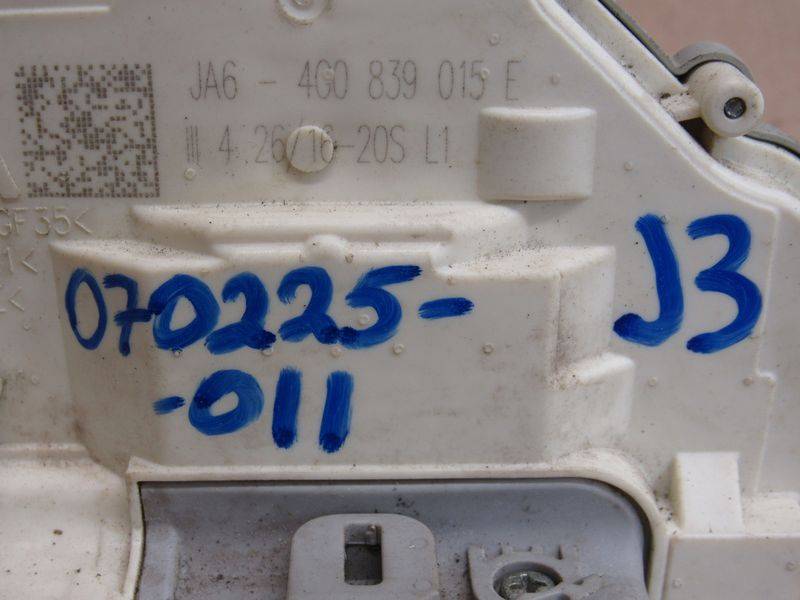 JA6 - 4G0 839 015 E
4 26/16-20S L1
GF35<
070225-
-011
J3